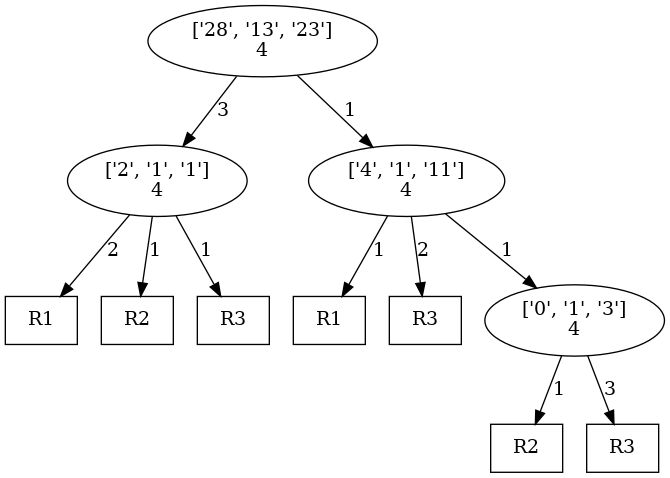 ['28', '13', '23']
4
3
1
['2', '1', '1']
4
['4', '1', '11']
4
2
1
1
1
2
1
R1
R2
R3
R1
R3
['0', '1', '3']
4
1
3
R2
R3